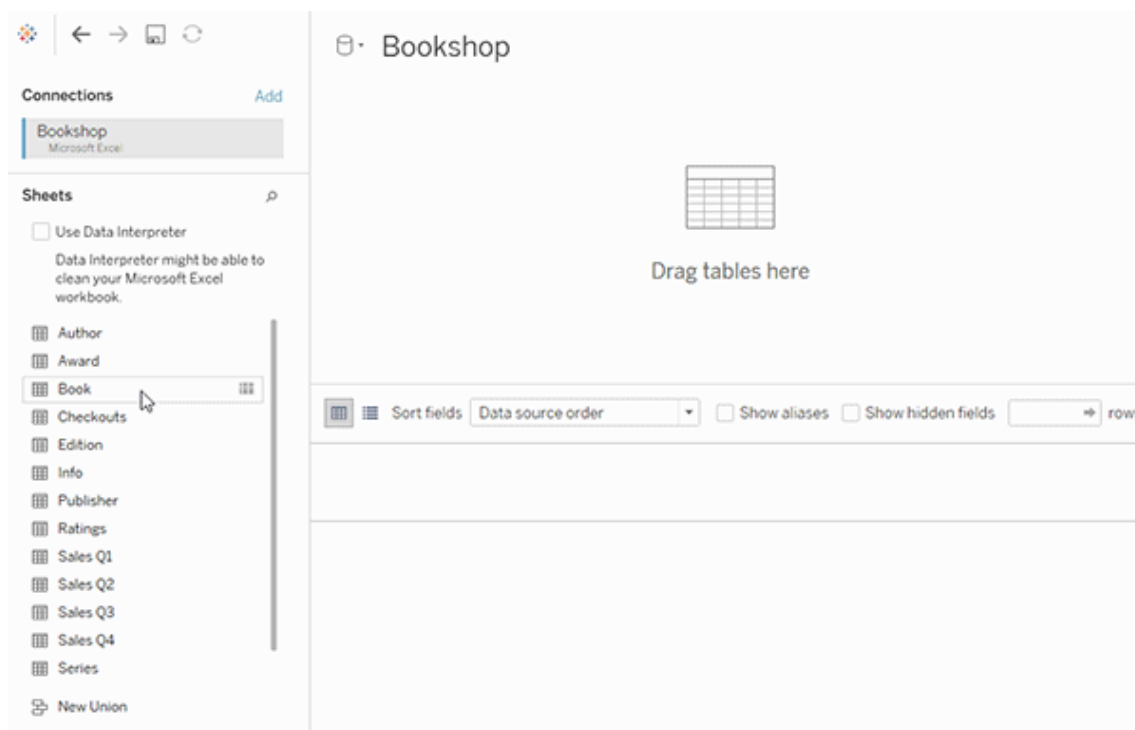 Bookshop
Connections
Add
Bookshop
Microsoft Excel
Sheets
Use Data Interpreter
Data Interpreter might be able to
clean your Microsoft Excel
workbook.
Author
Award
Book
Checkouts
Edition
Info
Publisher
Ratings
Sales Q1
Sales Q2
Sales Q3
Sales Q4
Series
New Union
Drag tables here
Sort fields Data source order Show aliases Show hidden fields row